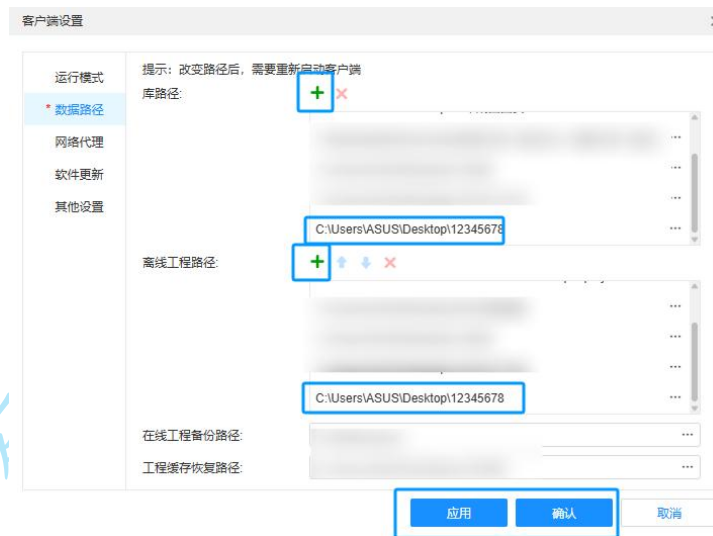 客户端设置
运行模式
* 数据路径
网络代理
软件更新
其他设置
提示：改变路径后，需要重新启动客户端
库路径:
C:\Users\ASUS\Desktop\12345678
离线工程路径:
C:\Users\ASUS\Desktop\12345678
在线工程备份路径:
工程缓存恢复路径:
应用
确认
取消